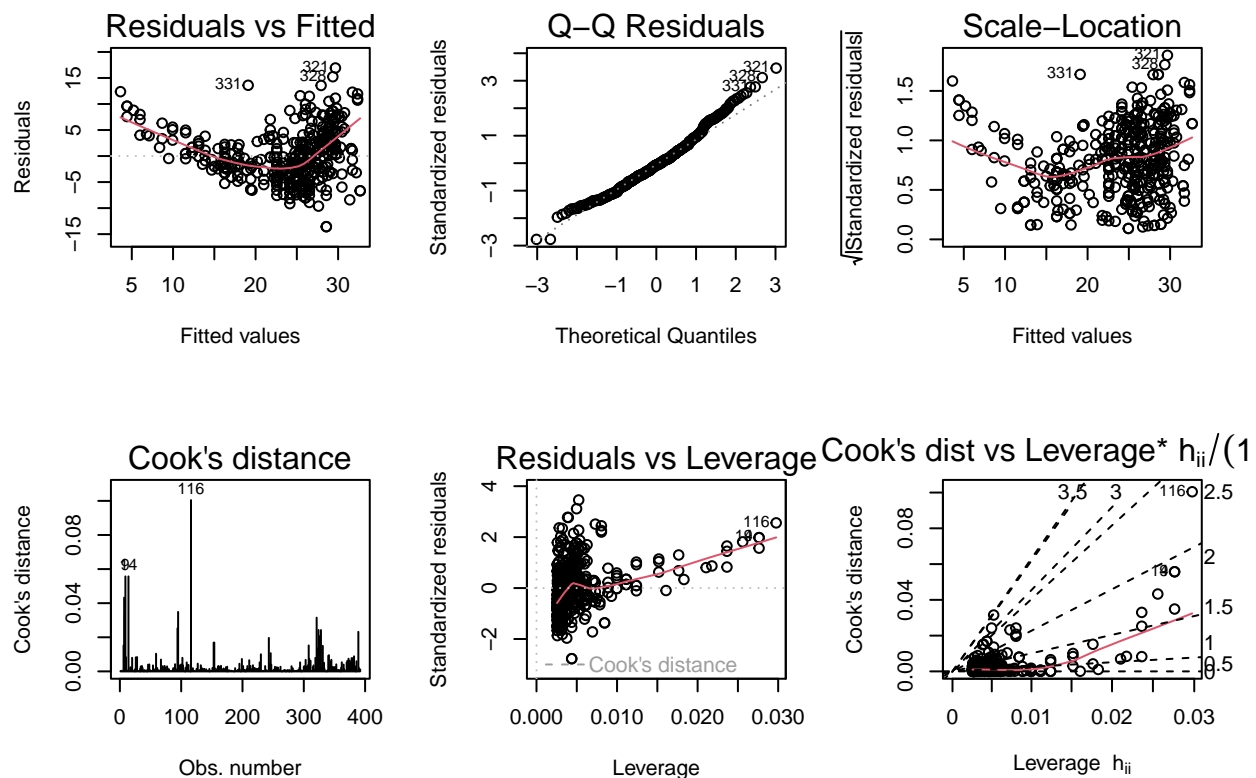 Residuals vs Fitted
Residuals
15
5
−5
−15
331
321
328
5 10 20 30
Fitted values
Q−Q Residuals
Standardized residuals
3
1
−1
−3
321
328
331
−3 −1 0 1 2 3
Theoretical Quantiles
Scale−Location
√|Standardized residuals|
1.5
1.0
0.5
0.0
331
321
328
5 10 20 30
Fitted values
Cook's distance
Cook's distance
0.08
0.04
0.00
116
0 100 200 300 400
Obs. number
Residuals vs Leverage
Standardized residuals
4
2
0
−2
116
Cook's distance
0.000 0.010 0.020 0.030
Leverage
Cook's dist vs Leverage* hii/(1
Cook's distance
0.08
0.04
0.00
3.5 3 2.5
2
1.5
1
0.5
0
116
0 0.01 0.02 0.03
Leverage hii